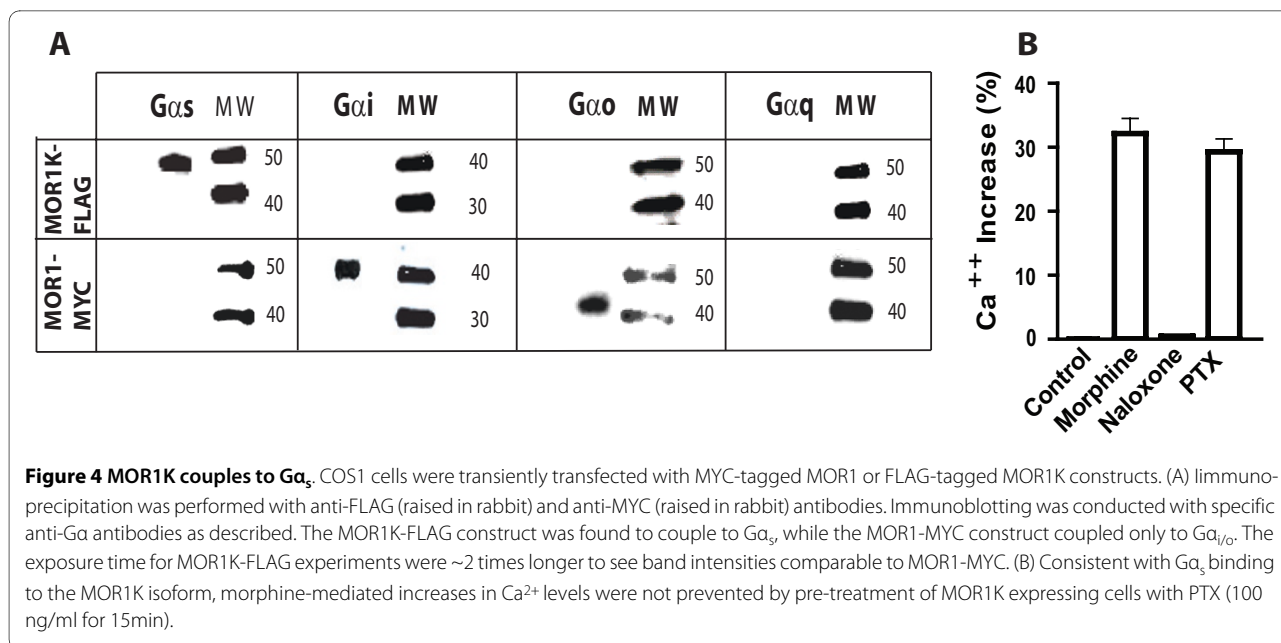 A
Gαs MW Gαi MW Gαo MW Gαq MW
MOR1K-
FLAG
50 40 50 50
40 30 40 40
MOR1-
MYC
50 40 50 50
40 30 40 40
B
Ca ++ Increase (%)
40
30
20
10
0
Control
Morphine
Naloxone
PTX
Figure 4 MOR1K couples to Gαs. COS1 cells were transiently transfected with MYC-tagged MOR1 or FLAG-tagged MOR1K constructs. (A) Iimmuno-
precipitation was performed with anti-FLAG (raised in rabbit) and anti-MYC (raised in rabbit) antibodies. Immunoblotting was conducted with specific
anti-Gα antibodies as described. The MOR1K-FLAG construct was found to couple to Gαs, while the MOR1-MYC construct coupled only to Gαi/o. The
exposure time for MOR1K-FLAG experiments were ~2 times longer to see band intensities comparable to MOR1-MYC. (B) Consistent with Gαs binding
to the MOR1K isoform, morphine-mediated increases in Ca2+ levels were not prevented by pre-treatment of MOR1K expressing cells with PTX (100
ng/ml for 15min).